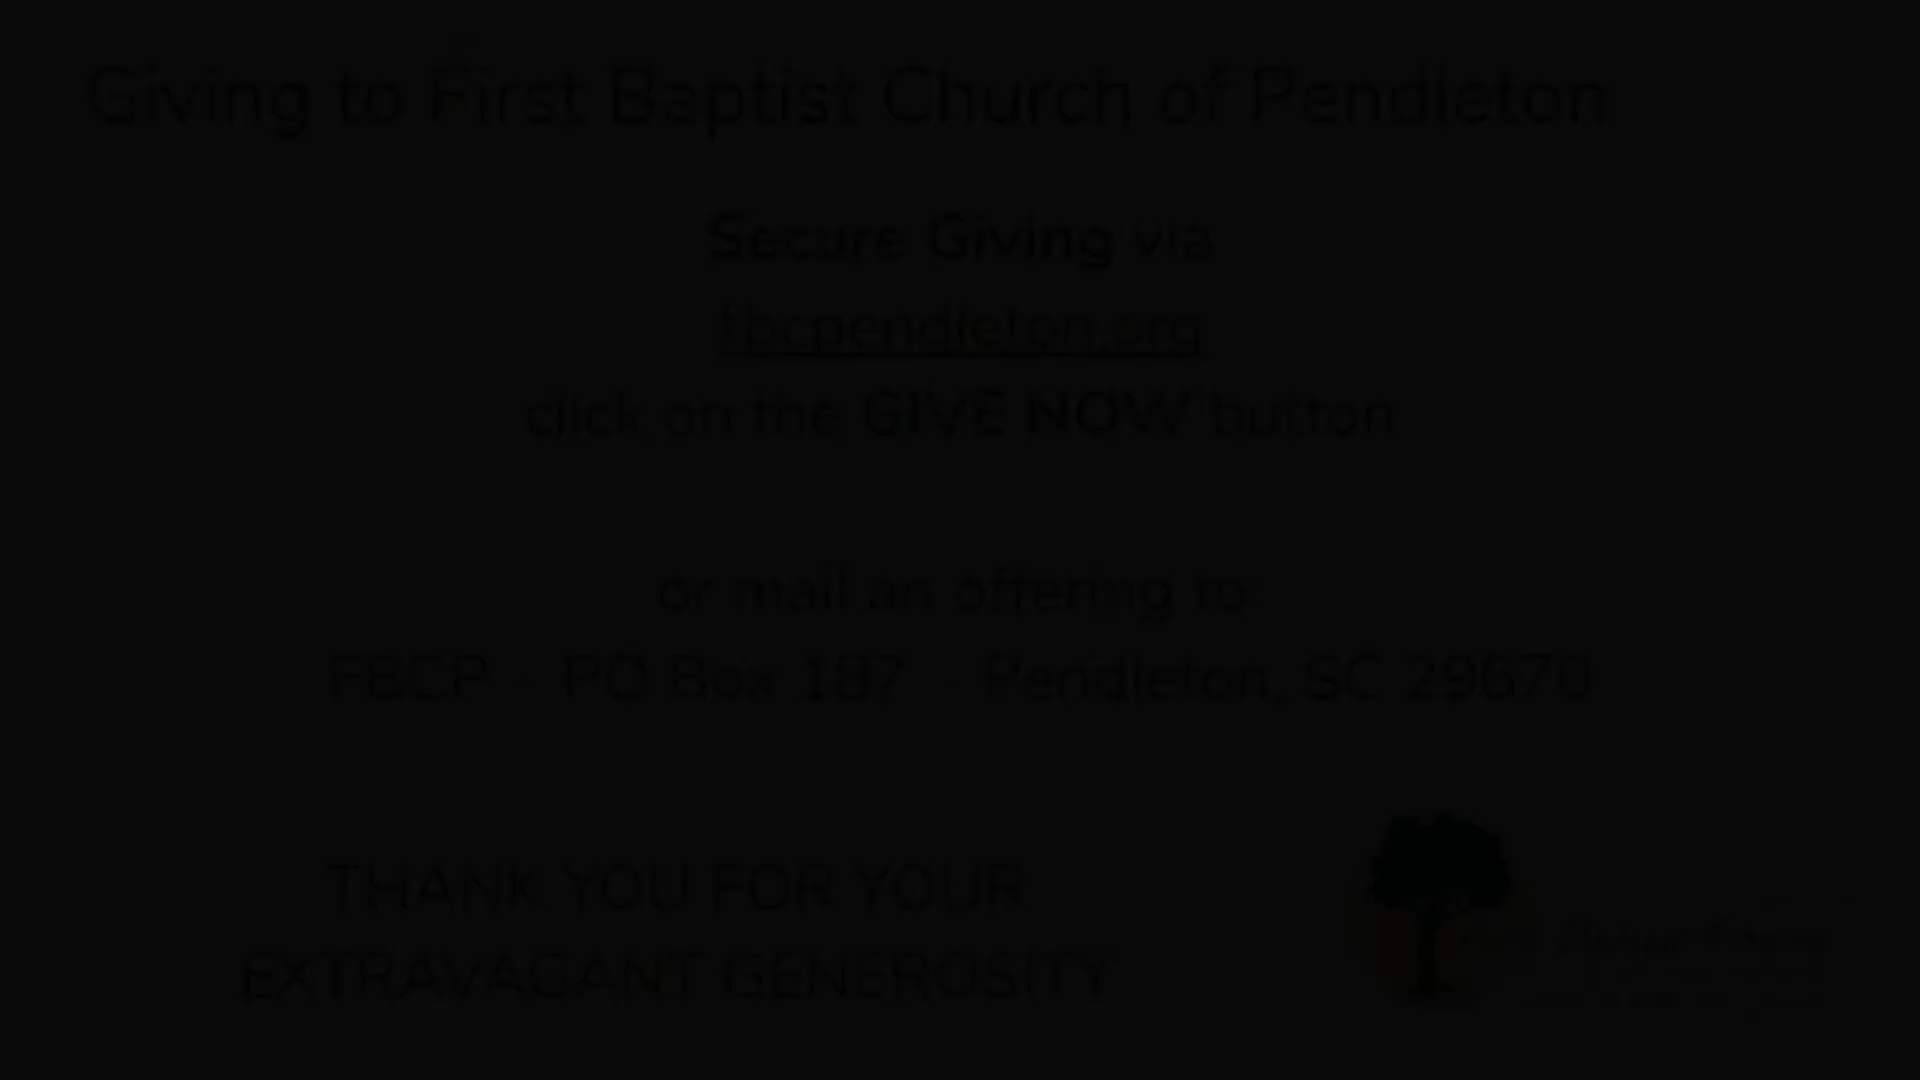 Giving to First Baptist Church of Pendleton
Secure Giving via
fbcpendleton.org
click on the GIVE NOW button
or mail an offering to:
FBCP - PO Box 187 - Pendleton, SC 29670
THANK YOU FOR YOUR
EXTRAVAGANT GENEROSITY